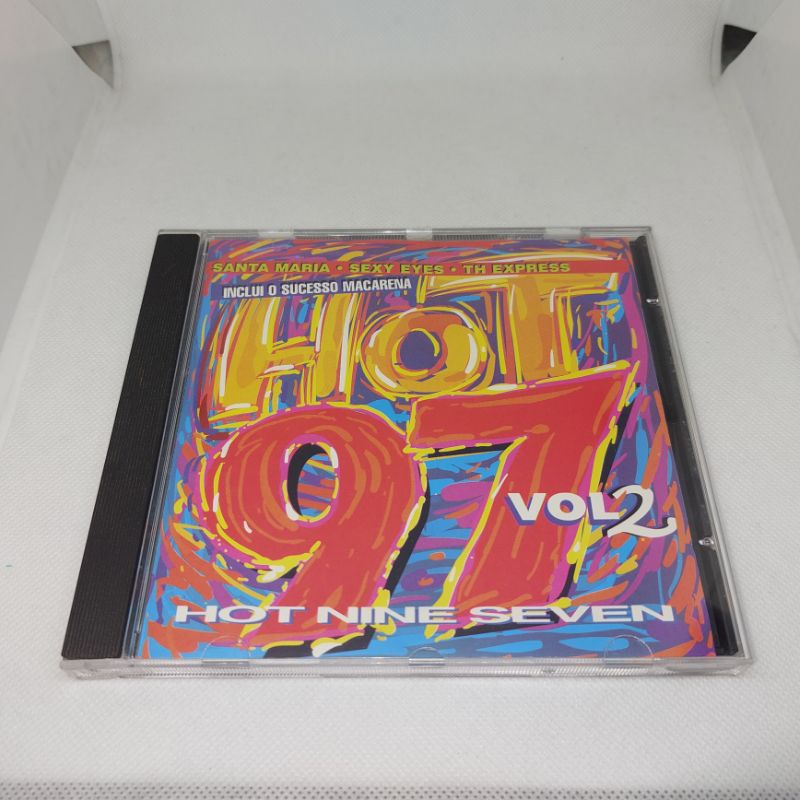 SANTA MARIA • SEXY EYES • TH EXPRESS
INCLUI O SUCESSO MACARENA
HOT
97
VOL 2
HOT NINE SEVEN